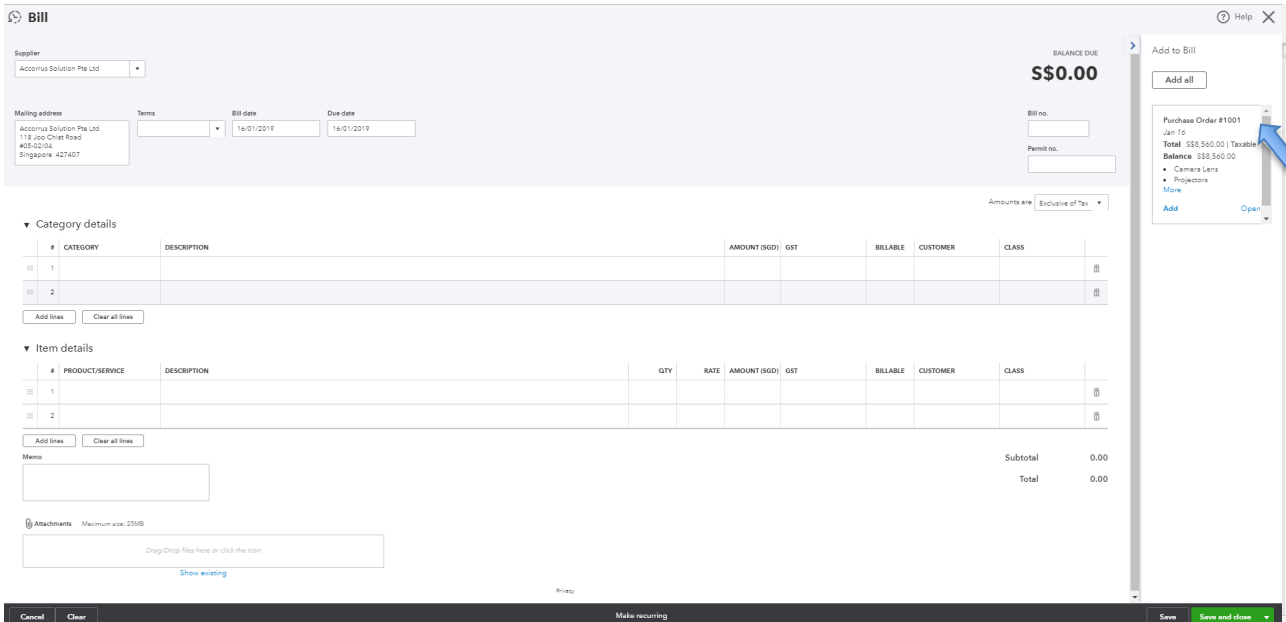 Bill
Help
Supplier
Accorrus Solution Pte Ltd
BALANCE DUE
S$0.00
Mailing address
Accorrus Solution Pte Ltd
118 Joo Chiat Road
#05-02/04
Singapore 427407
Terms
Bill date
16/01/2019
Due date
16/01/2019
Bill no.
Permit no.
Add to Bill
Add all
Purchase Order #1001
Jan 16
Total S$8,560.00 | Taxable
Balance S$8,560.00
• Camera Lens
• Projectors
More
Add Open
Amounts are Exclusive of Tax
Category details
# CATEGORY DESCRIPTION AMOUNT (SGD) GST BILLABLE CUSTOMER CLASS
1
2
Add lines Clear all lines
Item details
# PRODUCT/SERVICE DESCRIPTION QTY RATE AMOUNT (SGD) GST BILLABLE CUSTOMER CLASS
1
2
Add lines Clear all lines
Memo
Subtotal 0.00
Total 0.00
Attachments Maximum size: 25MB
Drag/Drop files here or click the icon
Show existing
Privacy
Cancel Clear Make recurring Save Save and close